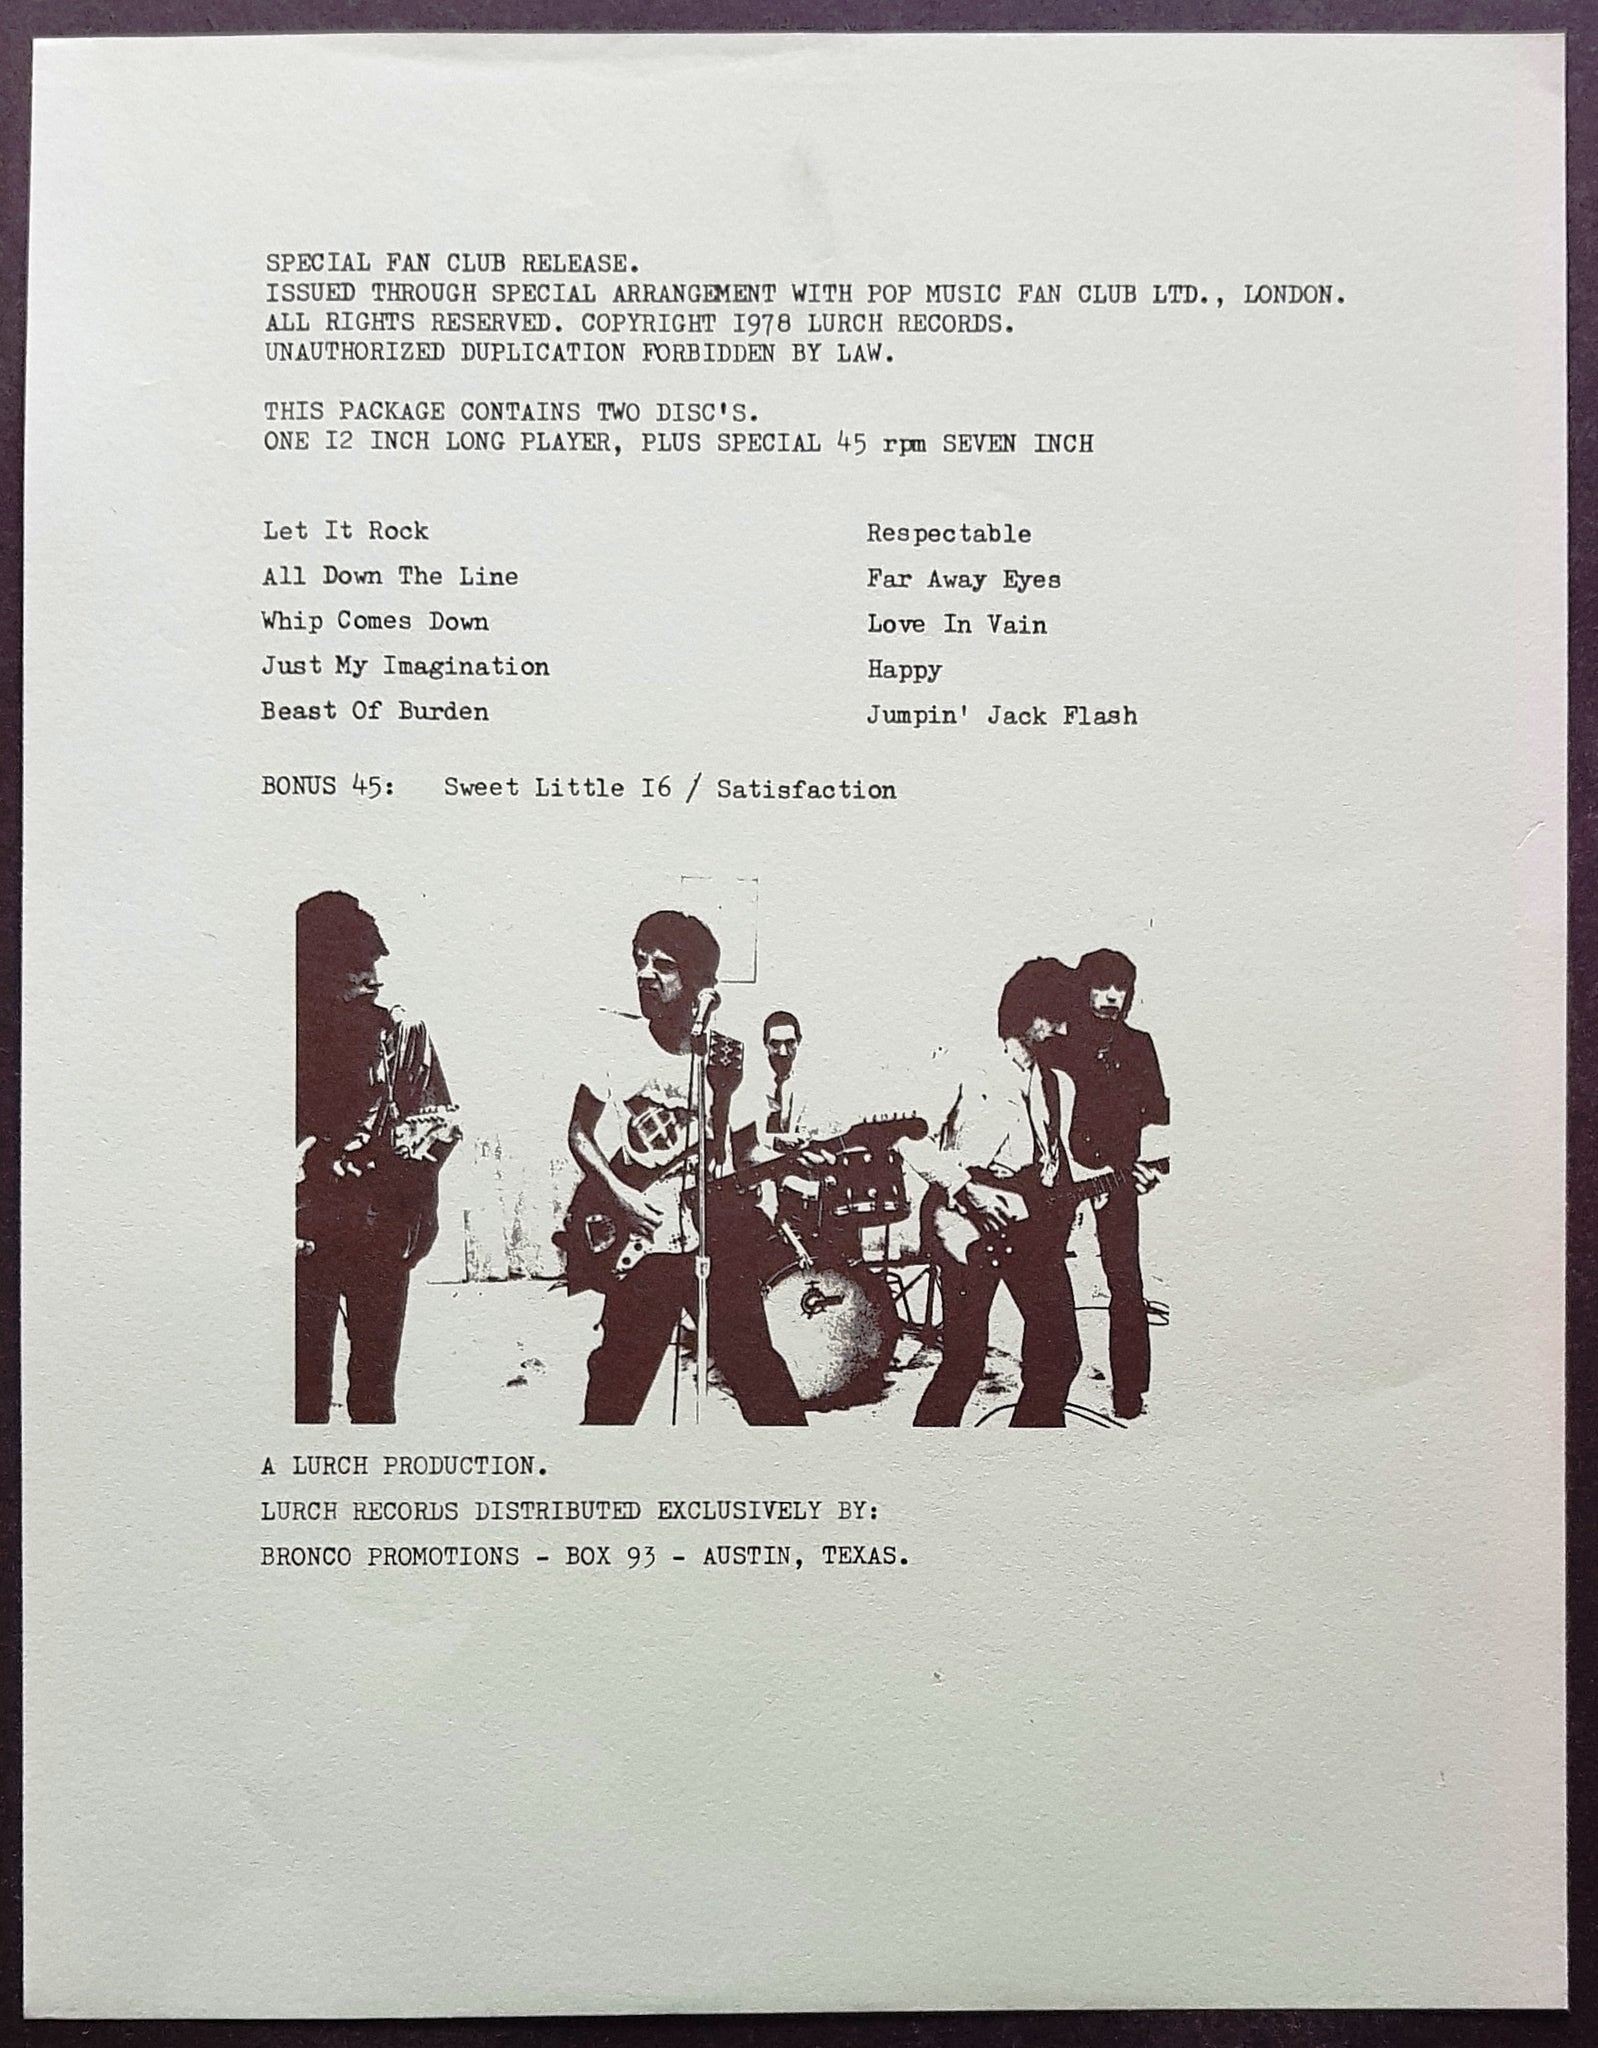 SPECIAL FAN CLUB RELEASE.
ISSUED THROUGH SPECIAL ARRANGEMENT WITH POP MUSIC FAN CLUB LTD., LONDON.
ALL RIGHTS RESERVED. COPYRIGHT I978 LURCH RECORDS.
UNAUTHORIZED DUPLICATION FORBIDDEN BY LAW.
THIS PACKAGE CONTAINS TWO DISC'S.
ONE I2 INCH LONG PLAYER, PLUS SPECIAL 45 rpm SEVEN INCH
Let It Rock
All Down The Line
Whip Comes Down
Just My Imagination
Beast Of Burden
Respectable
Far Away Eyes
Love In Vain
Happy
Jumpin' Jack Flash
BONUS 45: Sweet Little I6 / Satisfaction
A LURCH PRODUCTION.
LURCH RECORDS DISTRIBUTED EXCLUSIVELY BY:
BRONCO PROMOTIONS - BOX 93 - AUSTIN, TEXAS.